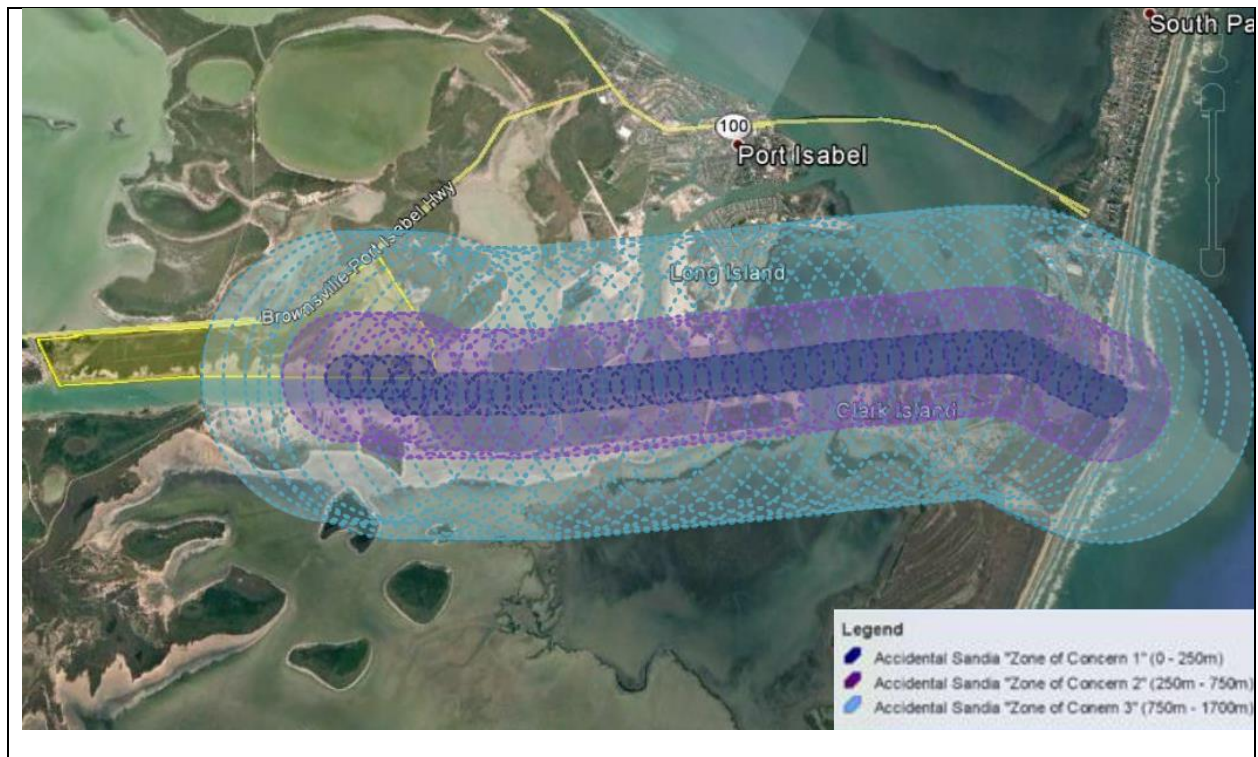 South Pa
100
Port Isabel
Brownsville-Port Isabel Hwy
Long Island
Clark Island
Legend
Accidental Sandia "Zone of Concern 1" (0 - 250m)
Accidental Sandia "Zone of Concern 2" (250m - 750m)
Accidental Sandia "Zone of Conern 3" (750m - 1700m)